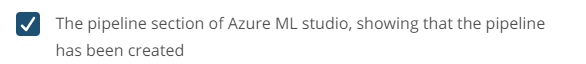 The pipeline section of Azure ML studio, showing that the pipeline
has been created